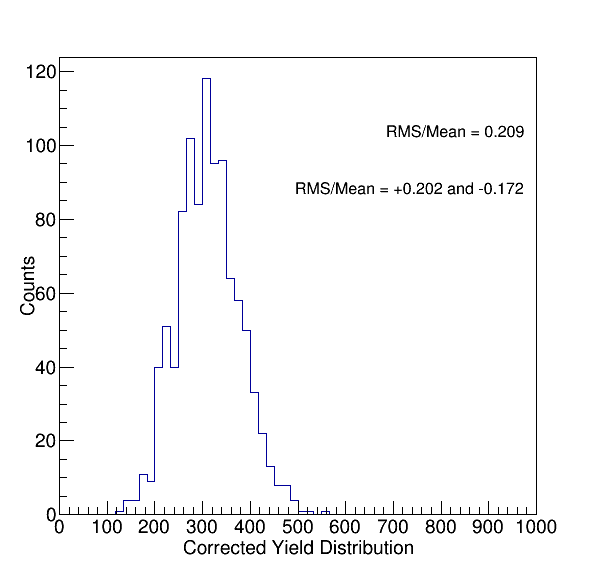 120
100
80
60
40
20
0
Counts
RMS/Mean = 0.209
RMS/Mean = +0.202 and -0.172
0 100 200 300 400 500 600 700 800 900 1000
Corrected Yield Distribution